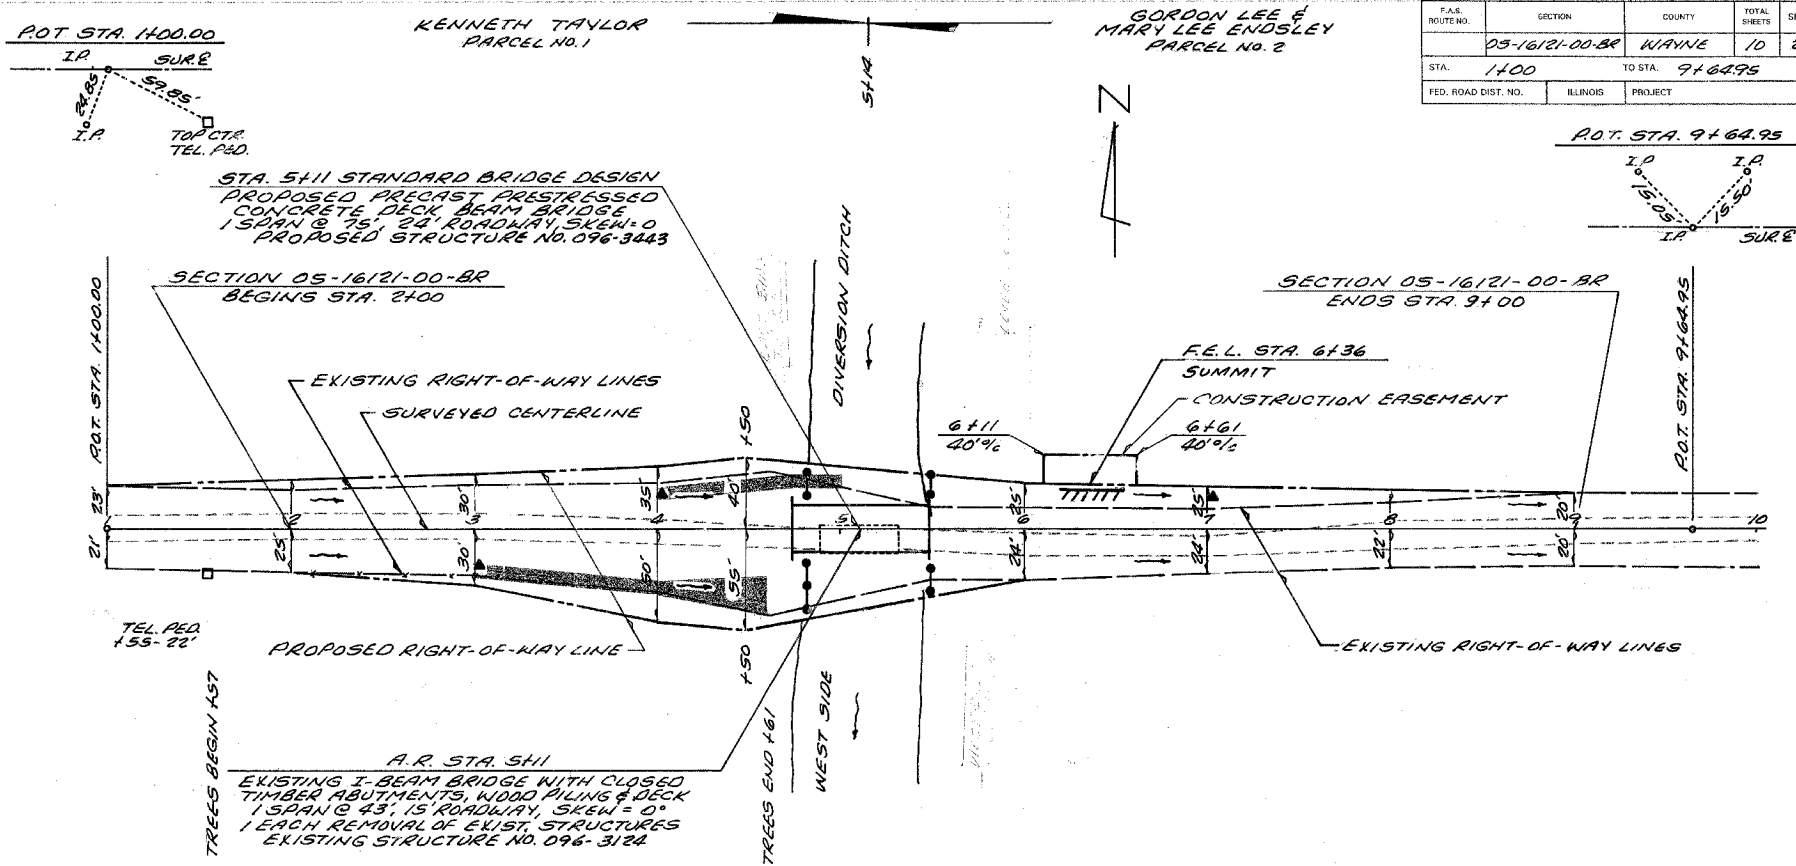 P.O.T STA. 1+00.00
I.P. SUR. ℄
24.85'
59.85'
I.P.
TOP CTR.
TEL. PED.
KENNETH TAYLOR
PARCEL NO. 1
5+14
GORDON LEE &
MARY LEE ENDSLEY
PARCEL NO. 2
N
F.A.S. ROUTE NO. SECTION COUNTY TOTAL SHEETS
05-16121-00-BR WAYNE 10
STA. 1+00 TO STA. 9+64.95
FED. ROAD DIST. NO. ILLINOIS PROJECT
P.O.T. STA. 9+64.95
I.P. I.P.
15.05' 15.50'
I.P. SUR. ℄
STA. 5+11 STANDARD BRIDGE DESIGN
PROPOSED PRECAST PRESTRESSED
CONCRETE DECK BEAM BRIDGE
1 SPAN @ 75', 24' ROADWAY, SKEW=0
PROPOSED STRUCTURE NO. 096-3443
SECTION 05-16121-00-BR
BEGINS STA. 2+00
P.O.T. STA. 1+00.00
DIVERSION DITCH
SECTION 05-16121-00-BR
ENDS STA. 9+00
P.O.T. STA. 9+64.95
EXISTING RIGHT-OF-WAY LINES
SURVEYED CENTERLINE
F.E.L. STA. 6+36
SUMMIT
CONSTRUCTION EASEMENT
+50
6+11
40' %
6+61
40' %
23' 30' 35' 40' 25' 25' 20'
2 3 4 5 6 7 8 9 10
21' 25' 30' 50' 55' 24' 24' 22' 20'
TEL. PED.
+55-22'
PROPOSED RIGHT-OF-WAY LINE
+50
EXISTING RIGHT-OF-WAY LINES
TREES BEGIN +57
TREES END +61
WEST SIDE
A.R. STA. 5+11
EXISTING I-BEAM BRIDGE WITH CLOSED
TIMBER ABUTMENTS, WOOD PILING & DECK
1 SPAN @ 43', 15' ROADWAY, SKEW = 0°
1 EACH REMOVAL OF EXIST. STRUCTURES
EXISTING STRUCTURE NO. 096-3124